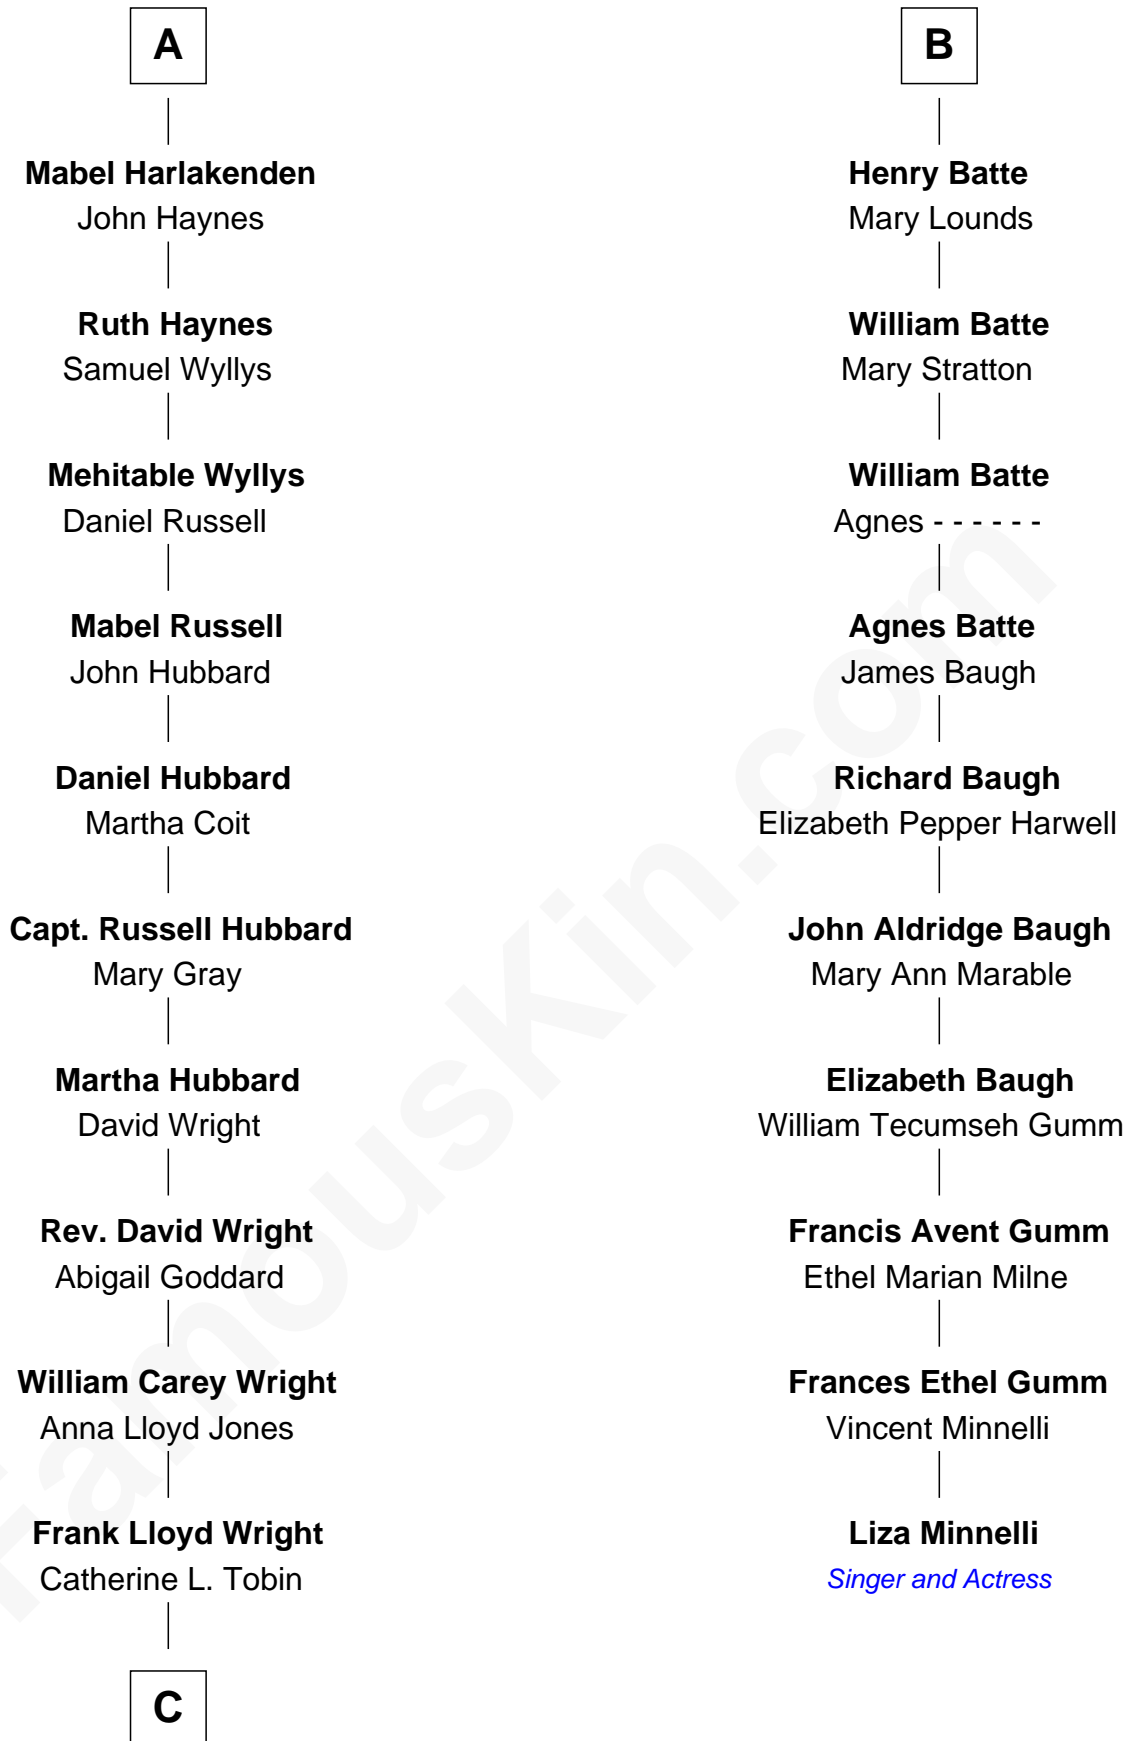 A
Mabel Harlakenden
John Haynes
Ruth Haynes
Samuel Wyllys
Mehitable Wyllys
Daniel Russell
Mabel Russell
John Hubbard
Daniel Hubbard
Martha Coit
Capt. Russell Hubbard
Mary Gray
Martha Hubbard
David Wright
Rev. David Wright
Abigail Goddard
William Carey Wright
Anna Lloyd Jones
Frank Lloyd Wright
Catherine L. Tobin
C
B
Henry Batte
Mary Lounds
William Batte
Mary Stratton
William Batte
Agnes - - - - - -
Agnes Batte
James Baugh
Richard Baugh
Elizabeth Pepper Harwell
John Aldridge Baugh
Mary Ann Marable
Elizabeth Baugh
William Tecumseh Gumm
Francis Avent Gumm
Ethel Marian Milne
Frances Ethel Gumm
Vincent Minnelli
Liza Minnelli
Singer and Actress
FamousKin.com